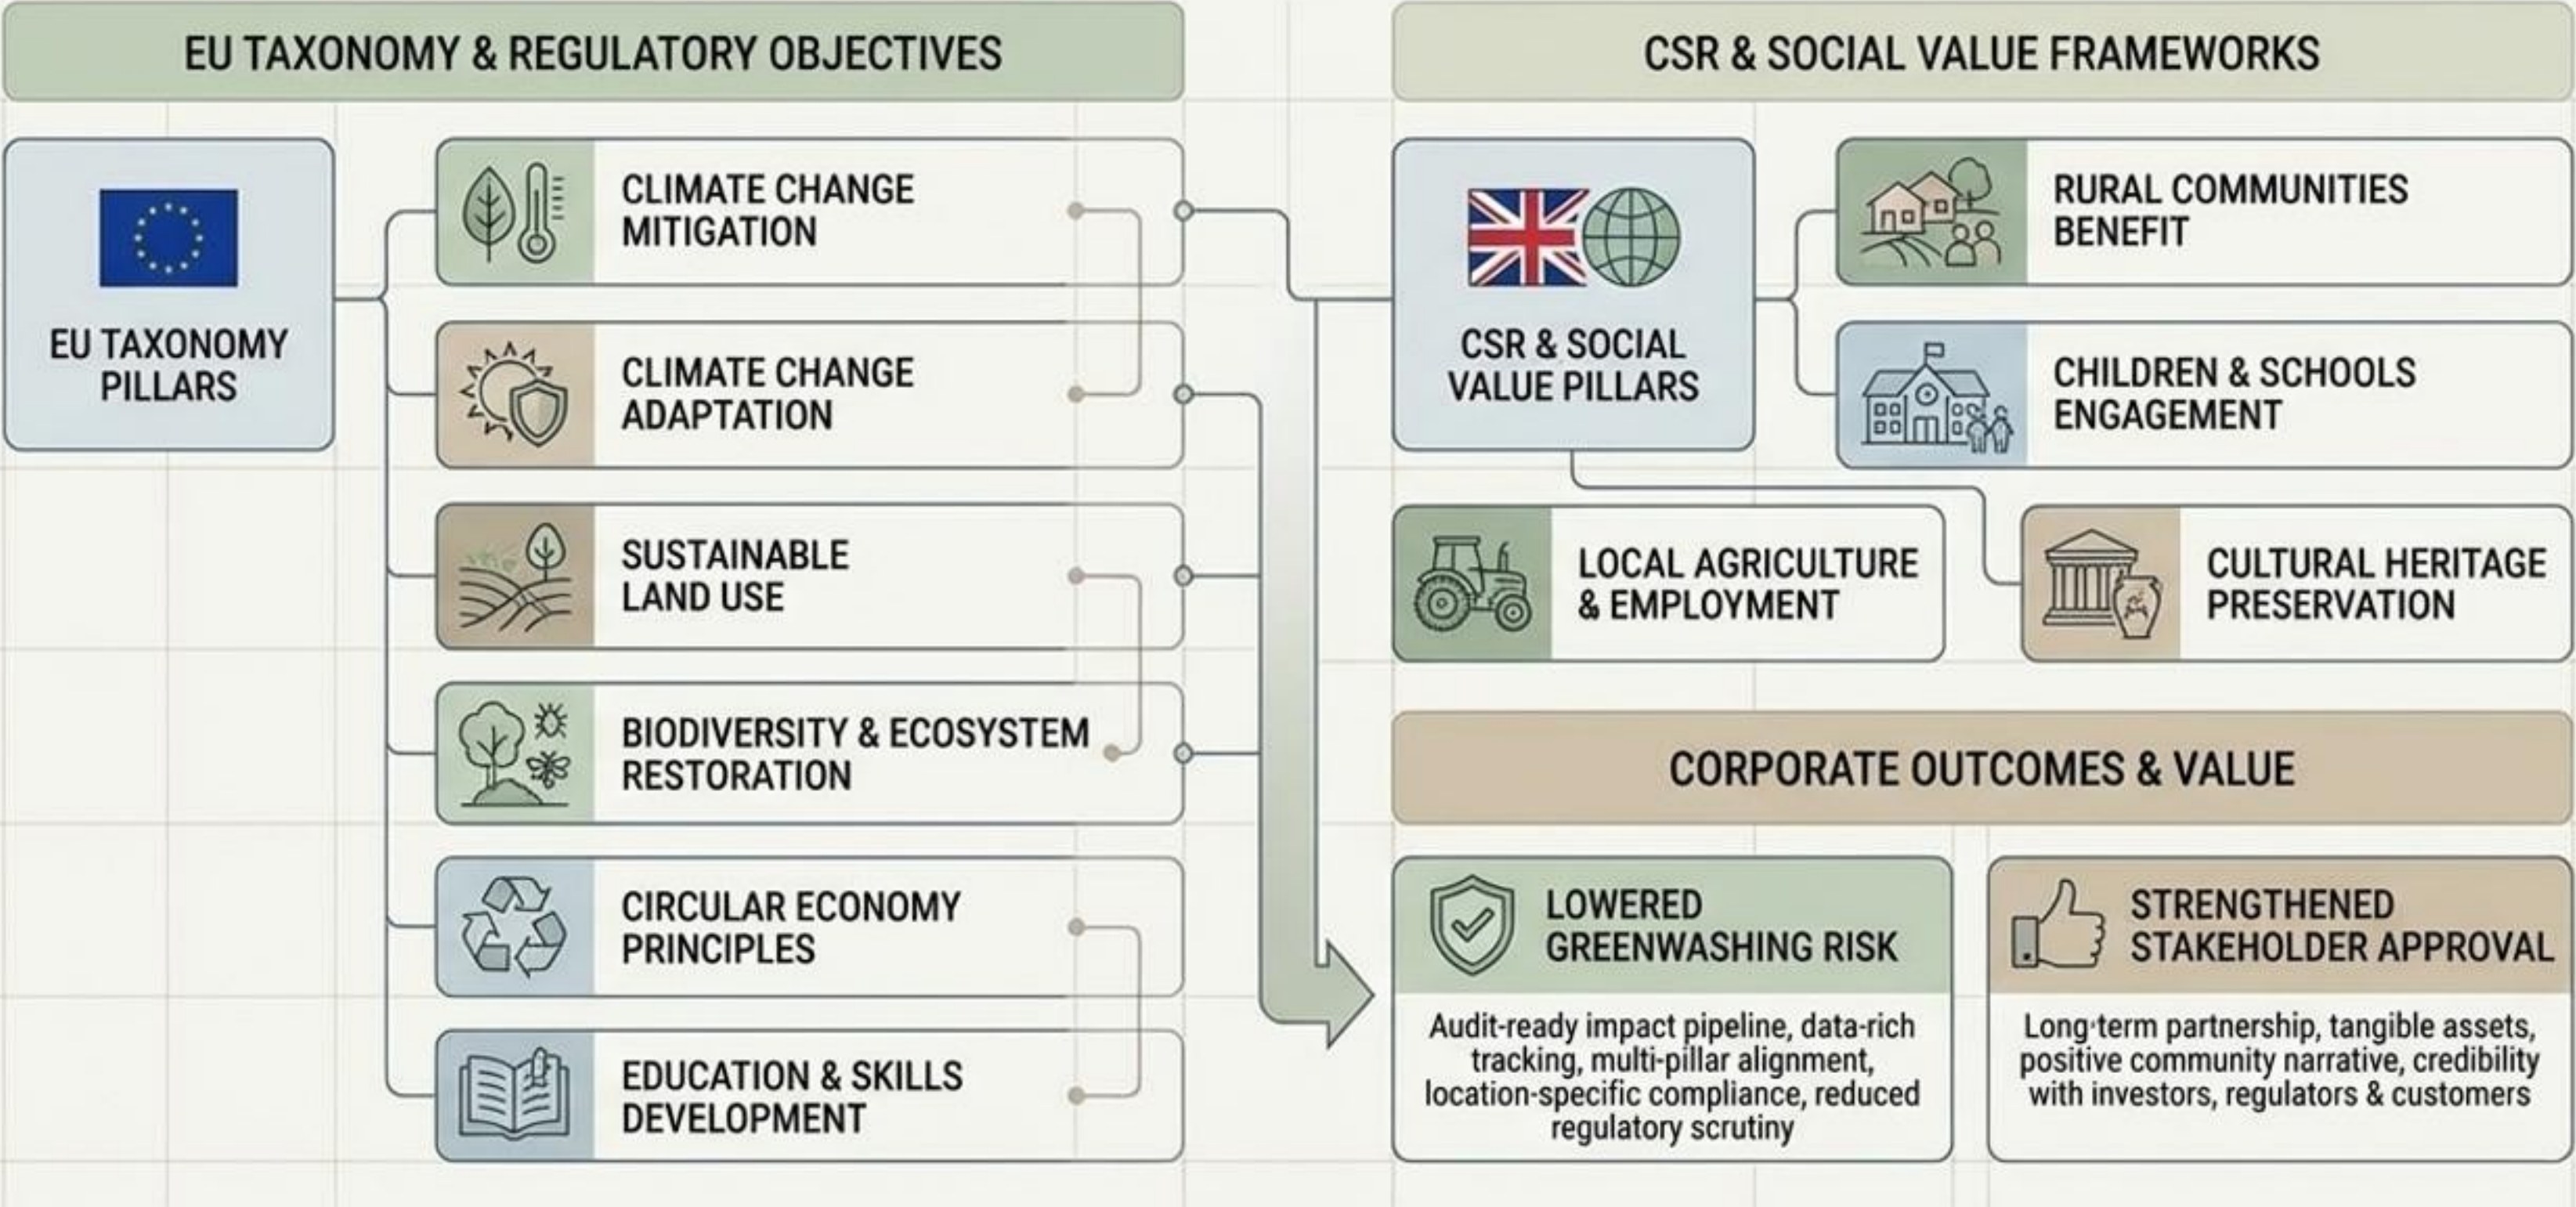 EU TAXONOMY & REGULATORY OBJECTIVES
EU TAXONOMY
PILLARS
CLIMATE CHANGE
MITIGATION
CLIMATE CHANGE
ADAPTATION
SUSTAINABLE
LAND USE
BIODIVERSITY & ECOSYSTEM
RESTORATION
CIRCULAR ECONOMY
PRINCIPLES
EDUCATION & SKILLS
DEVELOPMENT
CSR & SOCIAL VALUE FRAMEWORKS
CSR & SOCIAL
VALUE PILLARS
RURAL COMMUNITIES
BENEFIT
CHILDREN & SCHOOLS
ENGAGEMENT
LOCAL AGRICULTURE
& EMPLOYMENT
CULTURAL HERITAGE
PRESERVATION
CORPORATE OUTCOMES & VALUE
LOWERED
GREENWASHING RISK
Audit-ready impact pipeline, data-rich
tracking, multi-pillar alignment,
location-specific compliance, reduced
regulatory scrutiny
STRENGTHENED
STAKEHOLDER APPROVAL
Long-term partnership, tangible assets,
positive community narrative, credibility
with investors, regulators & customers